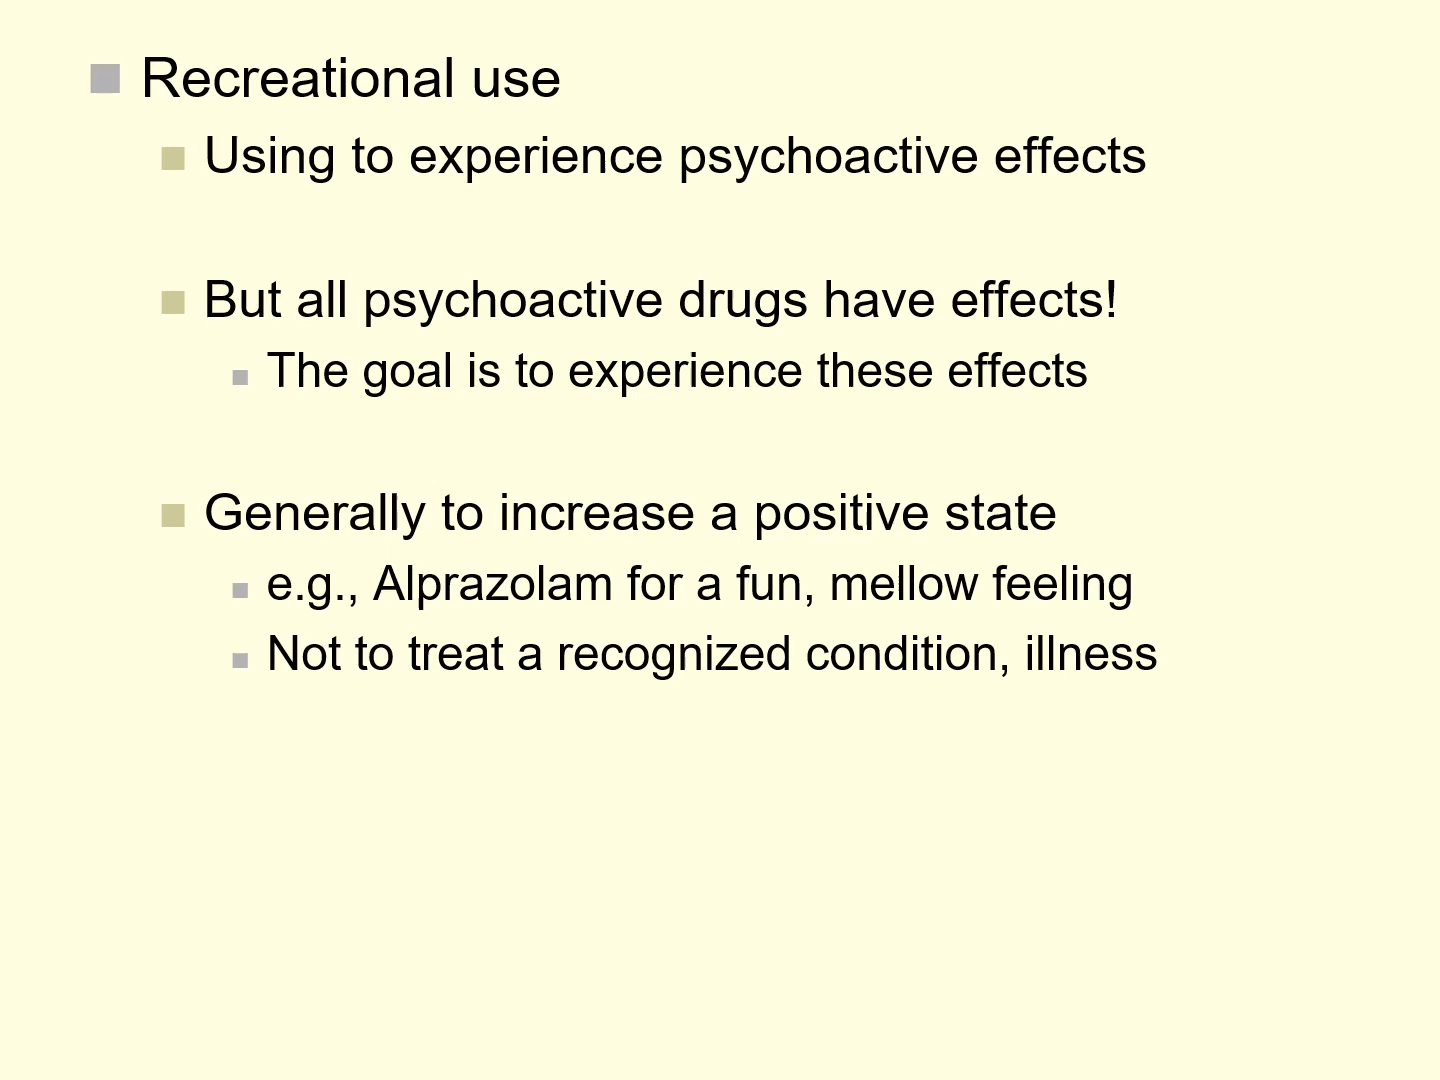 Recreational use
Using to experience psychoactive effects
But all psychoactive drugs have effects!
The goal is to experience these effects
Generally to increase a positive state
e.g., Alprazolam for a fun, mellow feeling
Not to treat a recognized condition, illness